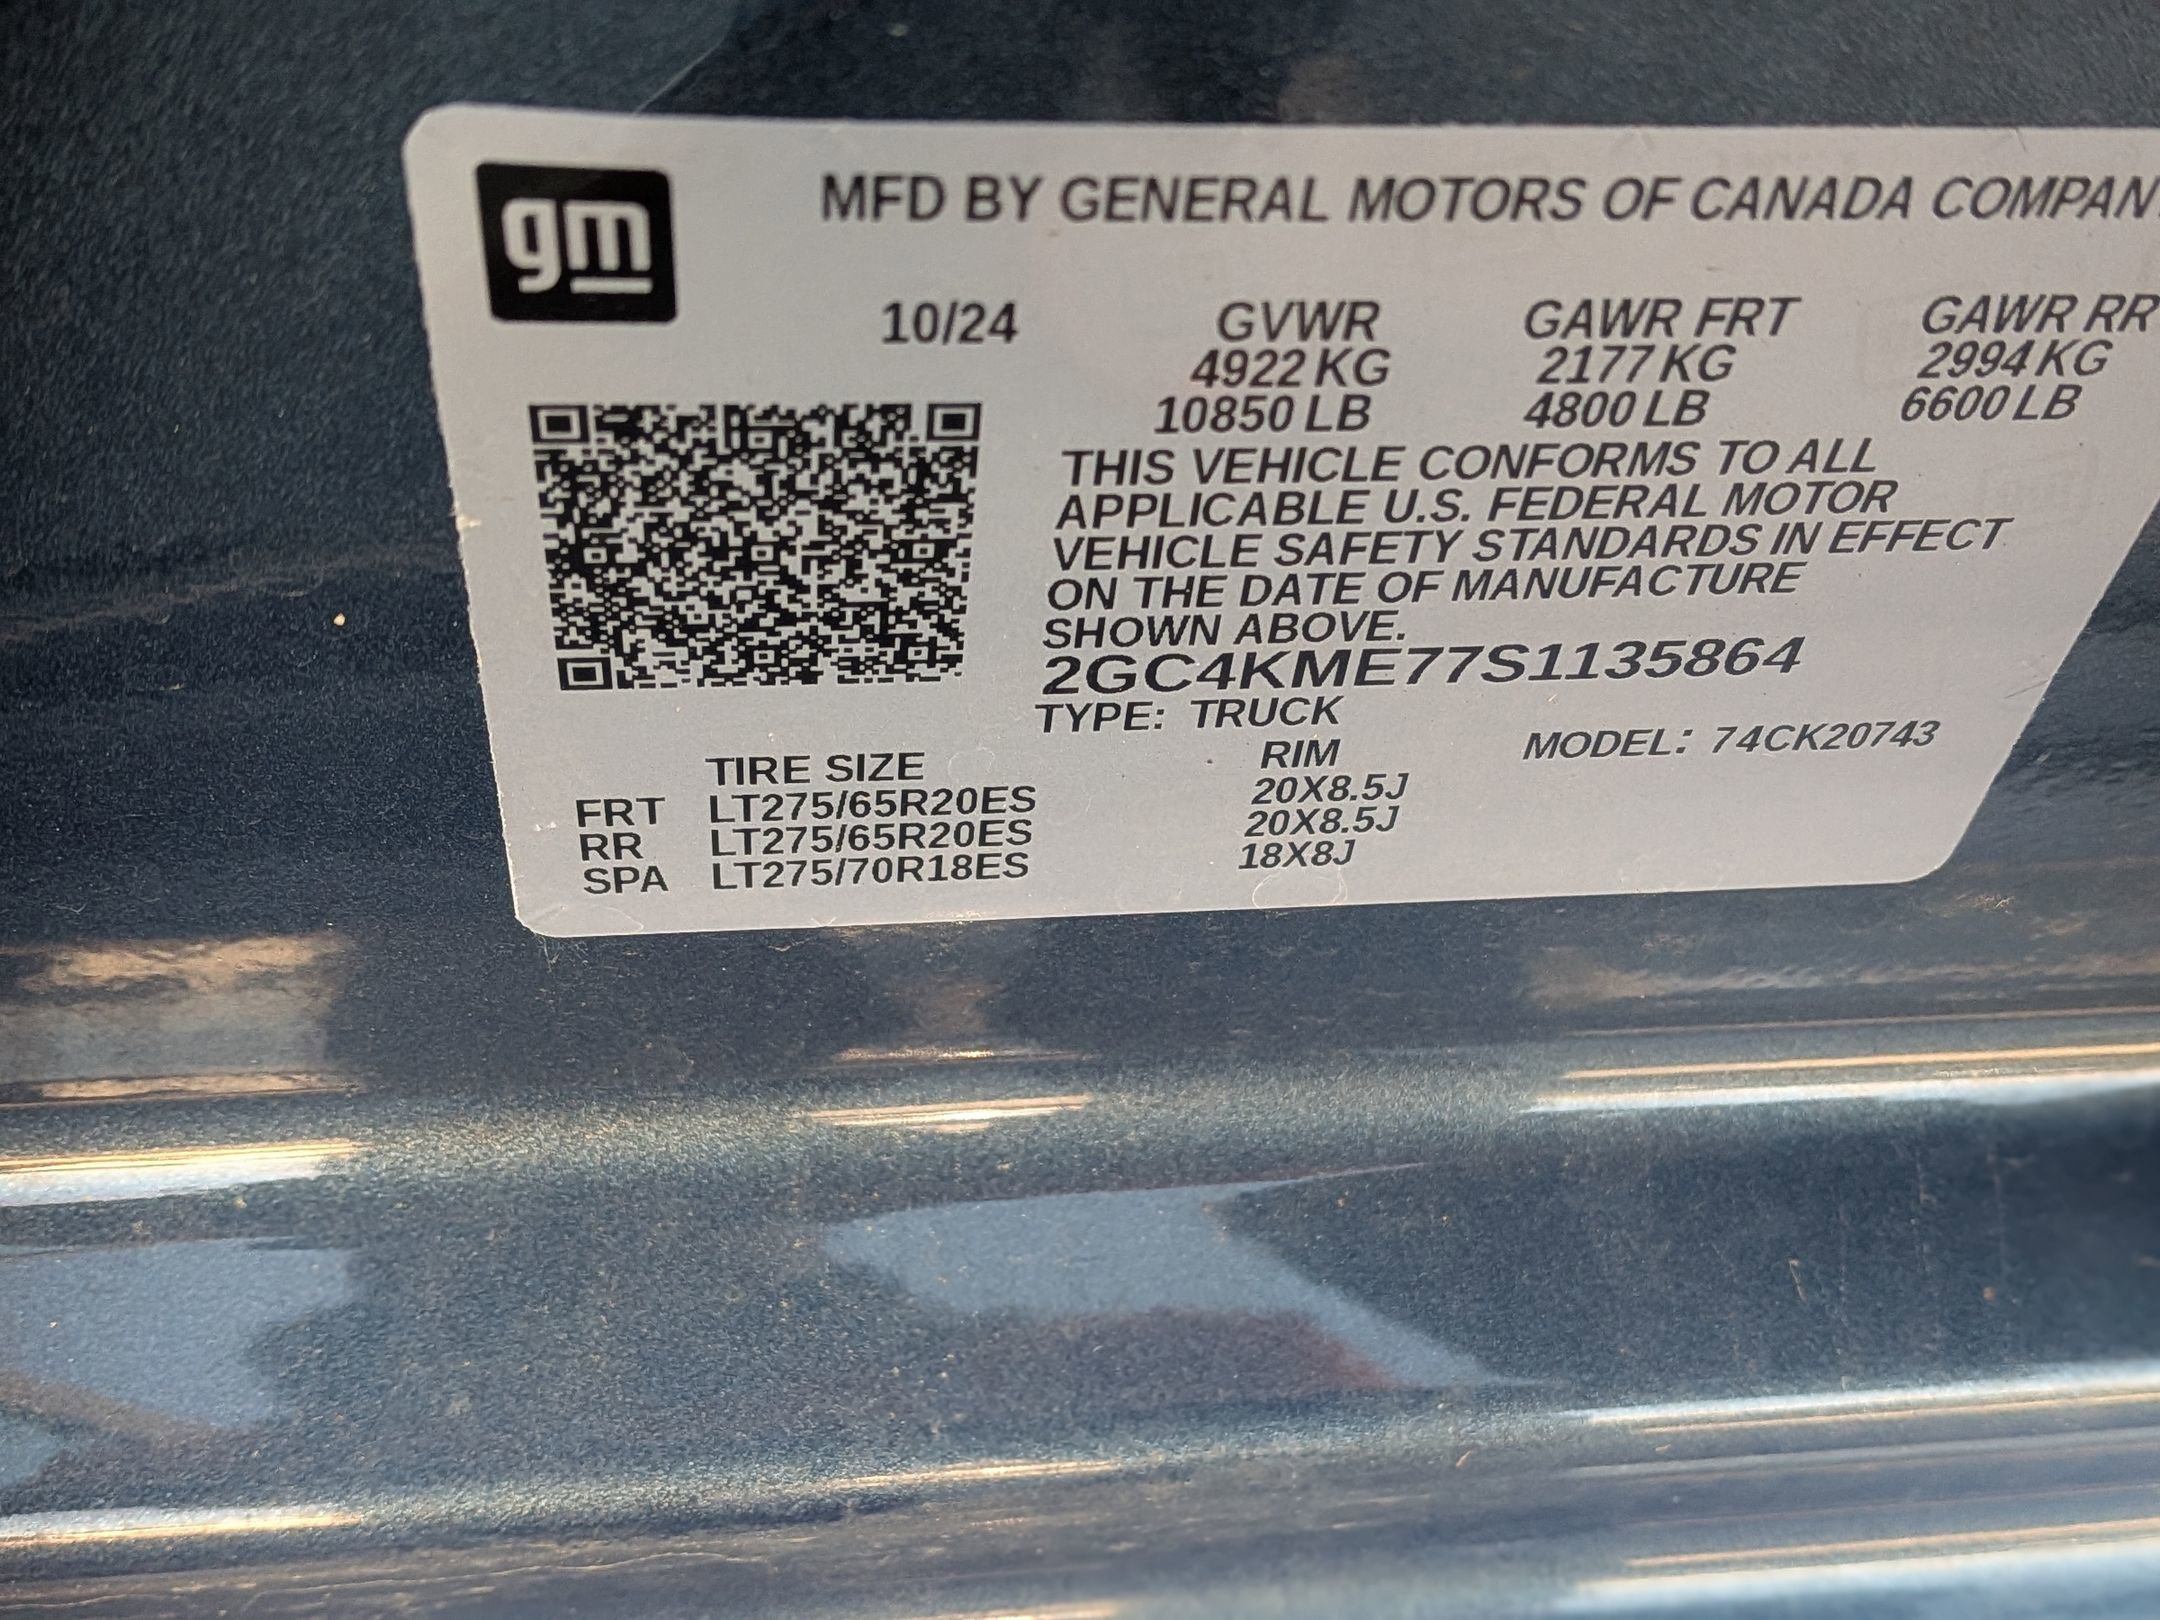 gm
MFD BY GENERAL MOTORS OF CANADA
10/24 GVWR GAWR FRT GAWR RR
4922 KG 2177 KG 2994 KG
10850 LB 4800 LB 6600 LB
THIS VEHICLE CONFORMS TO ALL
APPLICABLE U.S. FEDERAL MOTOR
VEHICLE SAFETY STANDARDS IN EFFECT
ON THE DATE OF MANUFACTURE
SHOWN ABOVE.
2GC4KME77S1135864
TYPE: TRUCK MODEL: 74CK20743
TIRE SIZE RIM
FRT LT275/65R20ES 20X8.5J
RR LT275/65R20ES 20X8.5J
SPA LT275/70R18ES 18X8J